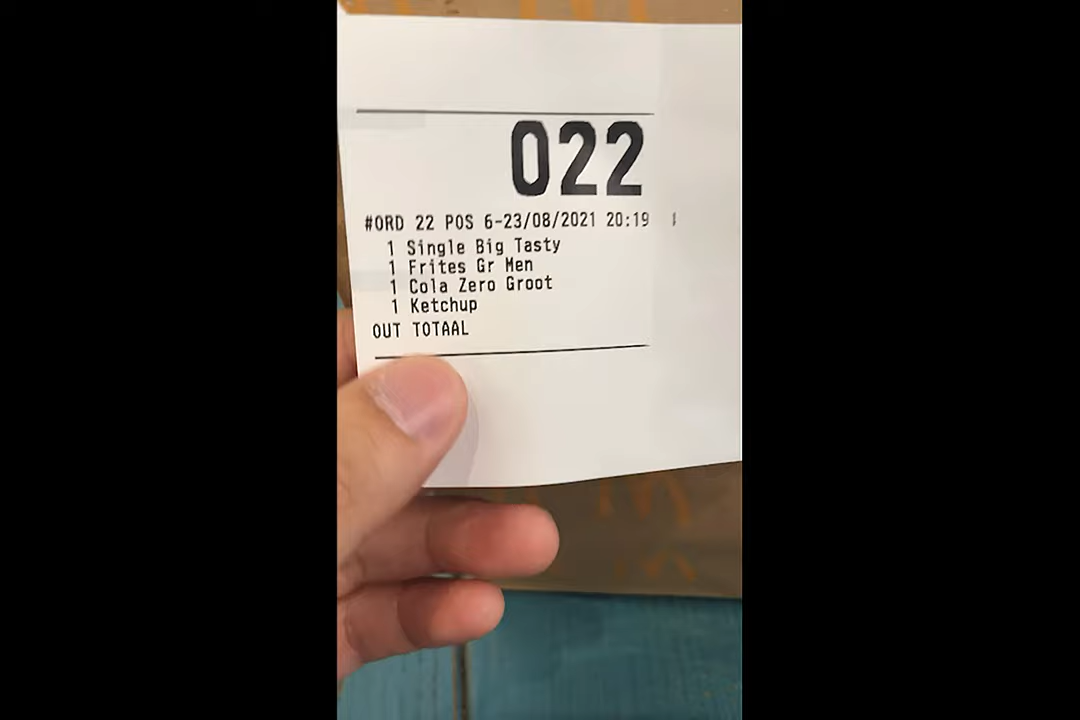 022
#ORD 22 POS 6-23/08/2021 20:19
1 Single Big Tasty
1 Frites Gr Men
1 Cola Zero Groot
1 Ketchup
OUT TOTAAL